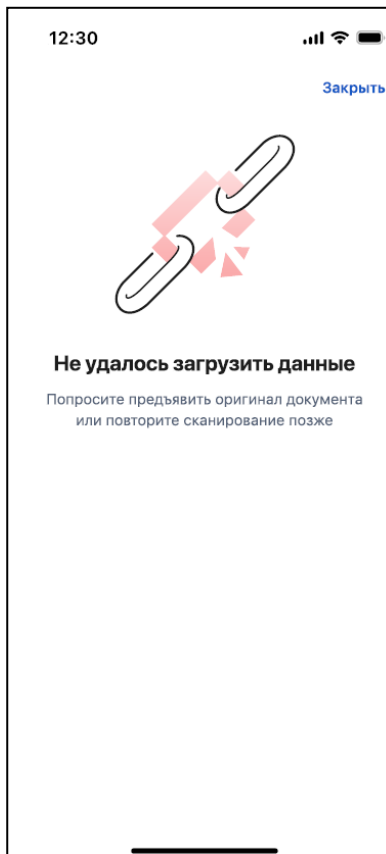 12:30
Закрыть
Не удалось загрузить данные
Попросите предъявить оригинал документа
или повторите сканирование позже